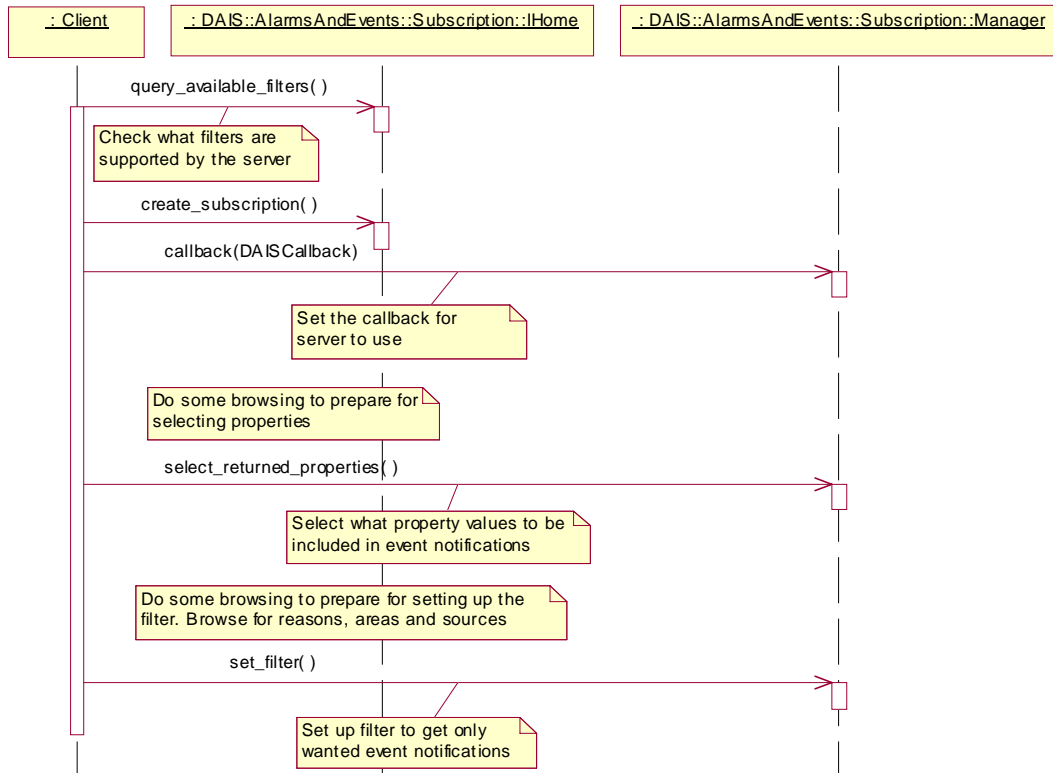 : Client
: DAIS::AlarmsAndEvents::Subscription::IHome
: DAIS::AlarmsAndEvents::Subscription::Manager
query_available_filters( )
Check what filters are
supported by the server
create_subscription( )
callback(DAISCallback)
Set the callback for
server to use
Do some browsing to prepare for
selecting properties
select_returned_properties( )
Select what property values to be
included in event notifications
Do some browsing to prepare for setting up the
filter. Browse for reasons, areas and sources
set_filter( )
Set up filter to get only
wanted event notifications